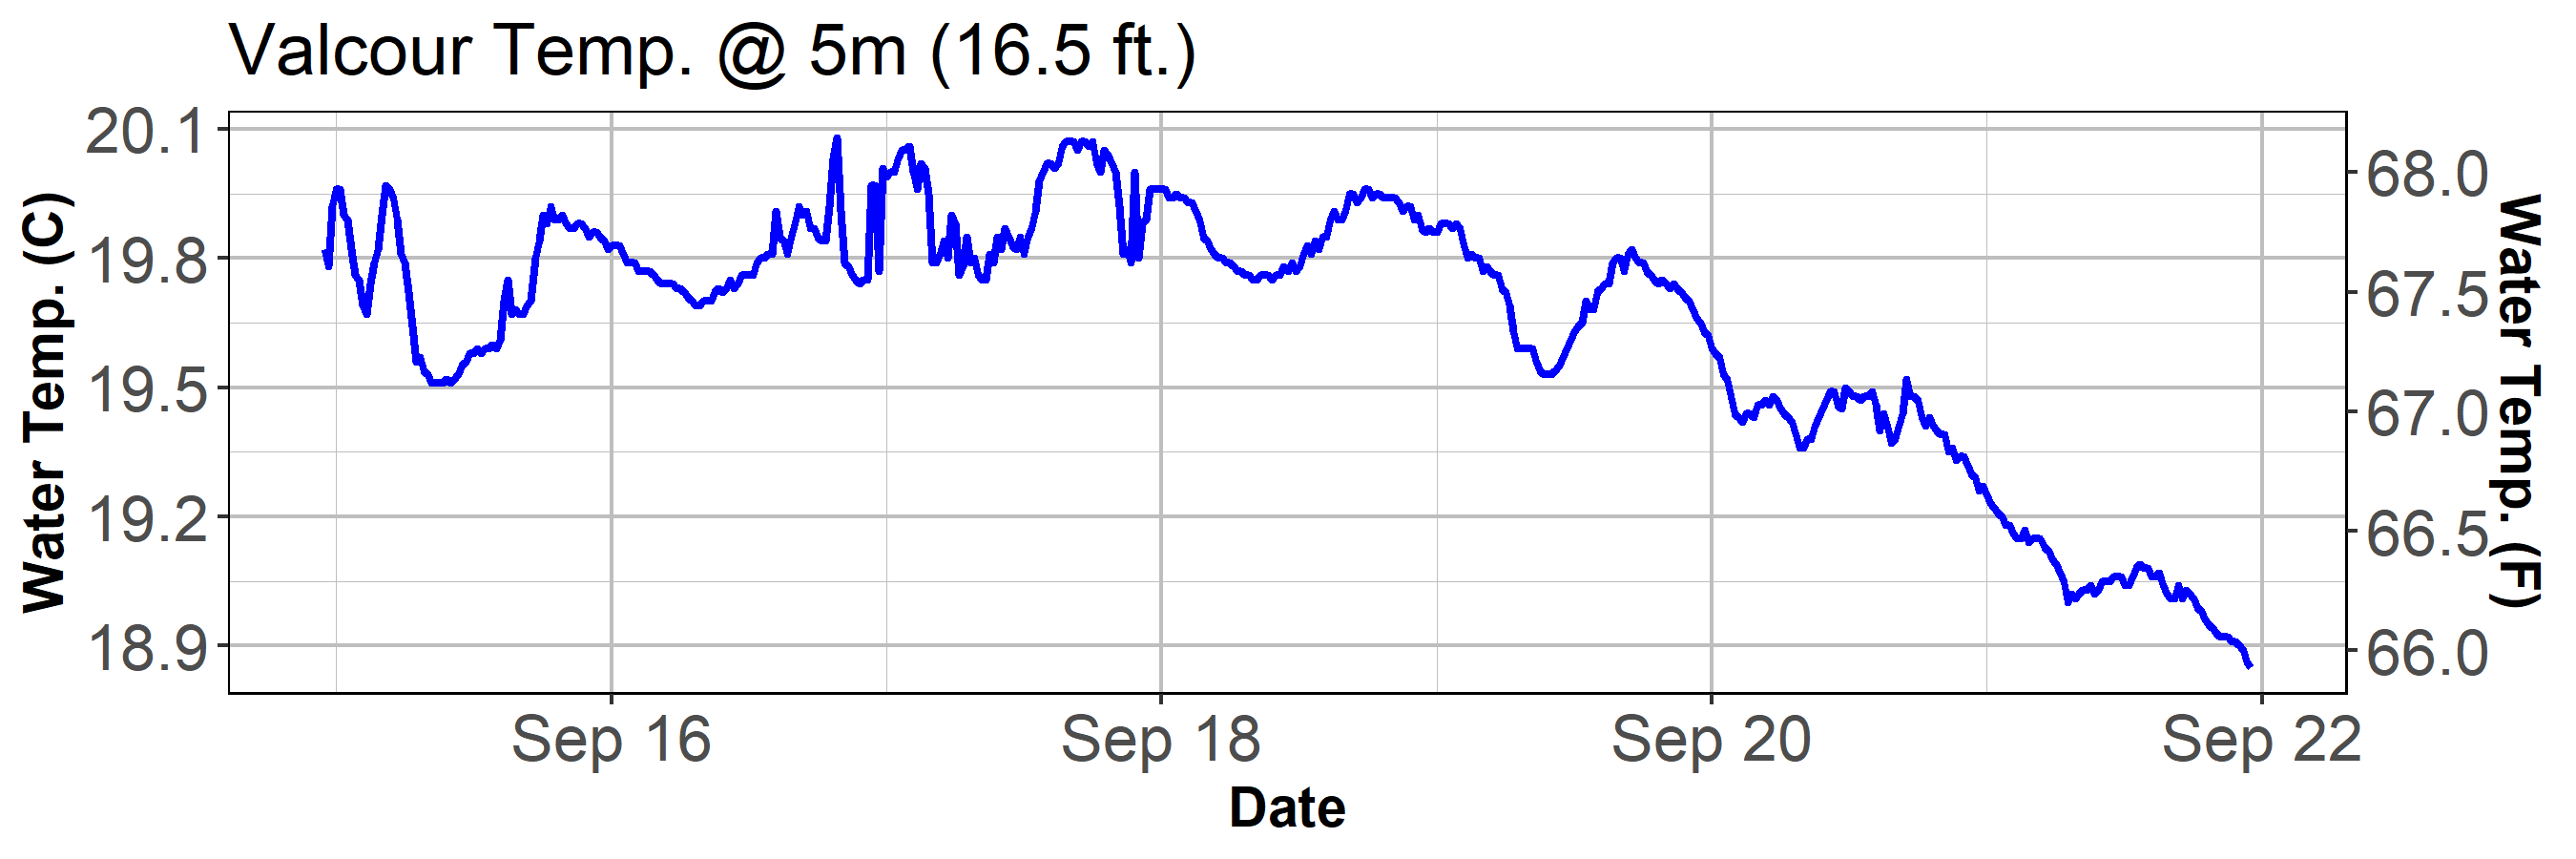 Valcour Temp. @ 5m (16.5 ft.)
Water Temp. (C)
20.1
19.8
19.5
19.2
18.9
68.0
67.5
67.0
66.5
66.0
Water Temp. (F)
Sep 16
Sep 18
Sep 20
Sep 22
Date